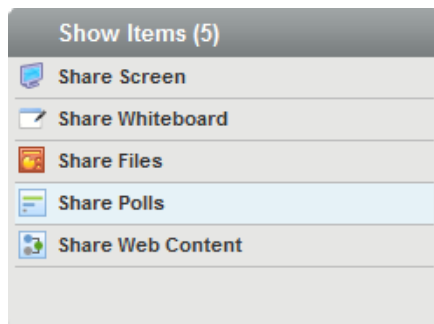 Show Items (5)
Share Screen
Share Whiteboard
Share Files
Share Polls
Share Web Content